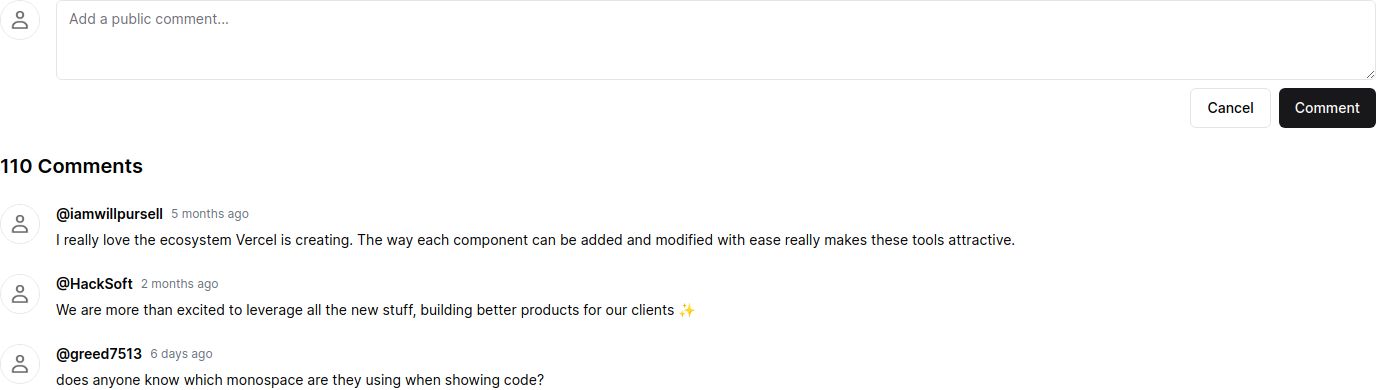 Add a public comment...
Cancel
Comment
110 Comments
@iamwillpursell 5 months ago
I really love the ecosystem Vercel is creating. The way each component can be added and modified with ease really makes these tools attractive.
@HackSoft 2 months ago
We are more than excited to leverage all the new stuff, building better products for our clients ✨
@greed7513 6 days ago
does anyone know which monospace are they using when showing code?